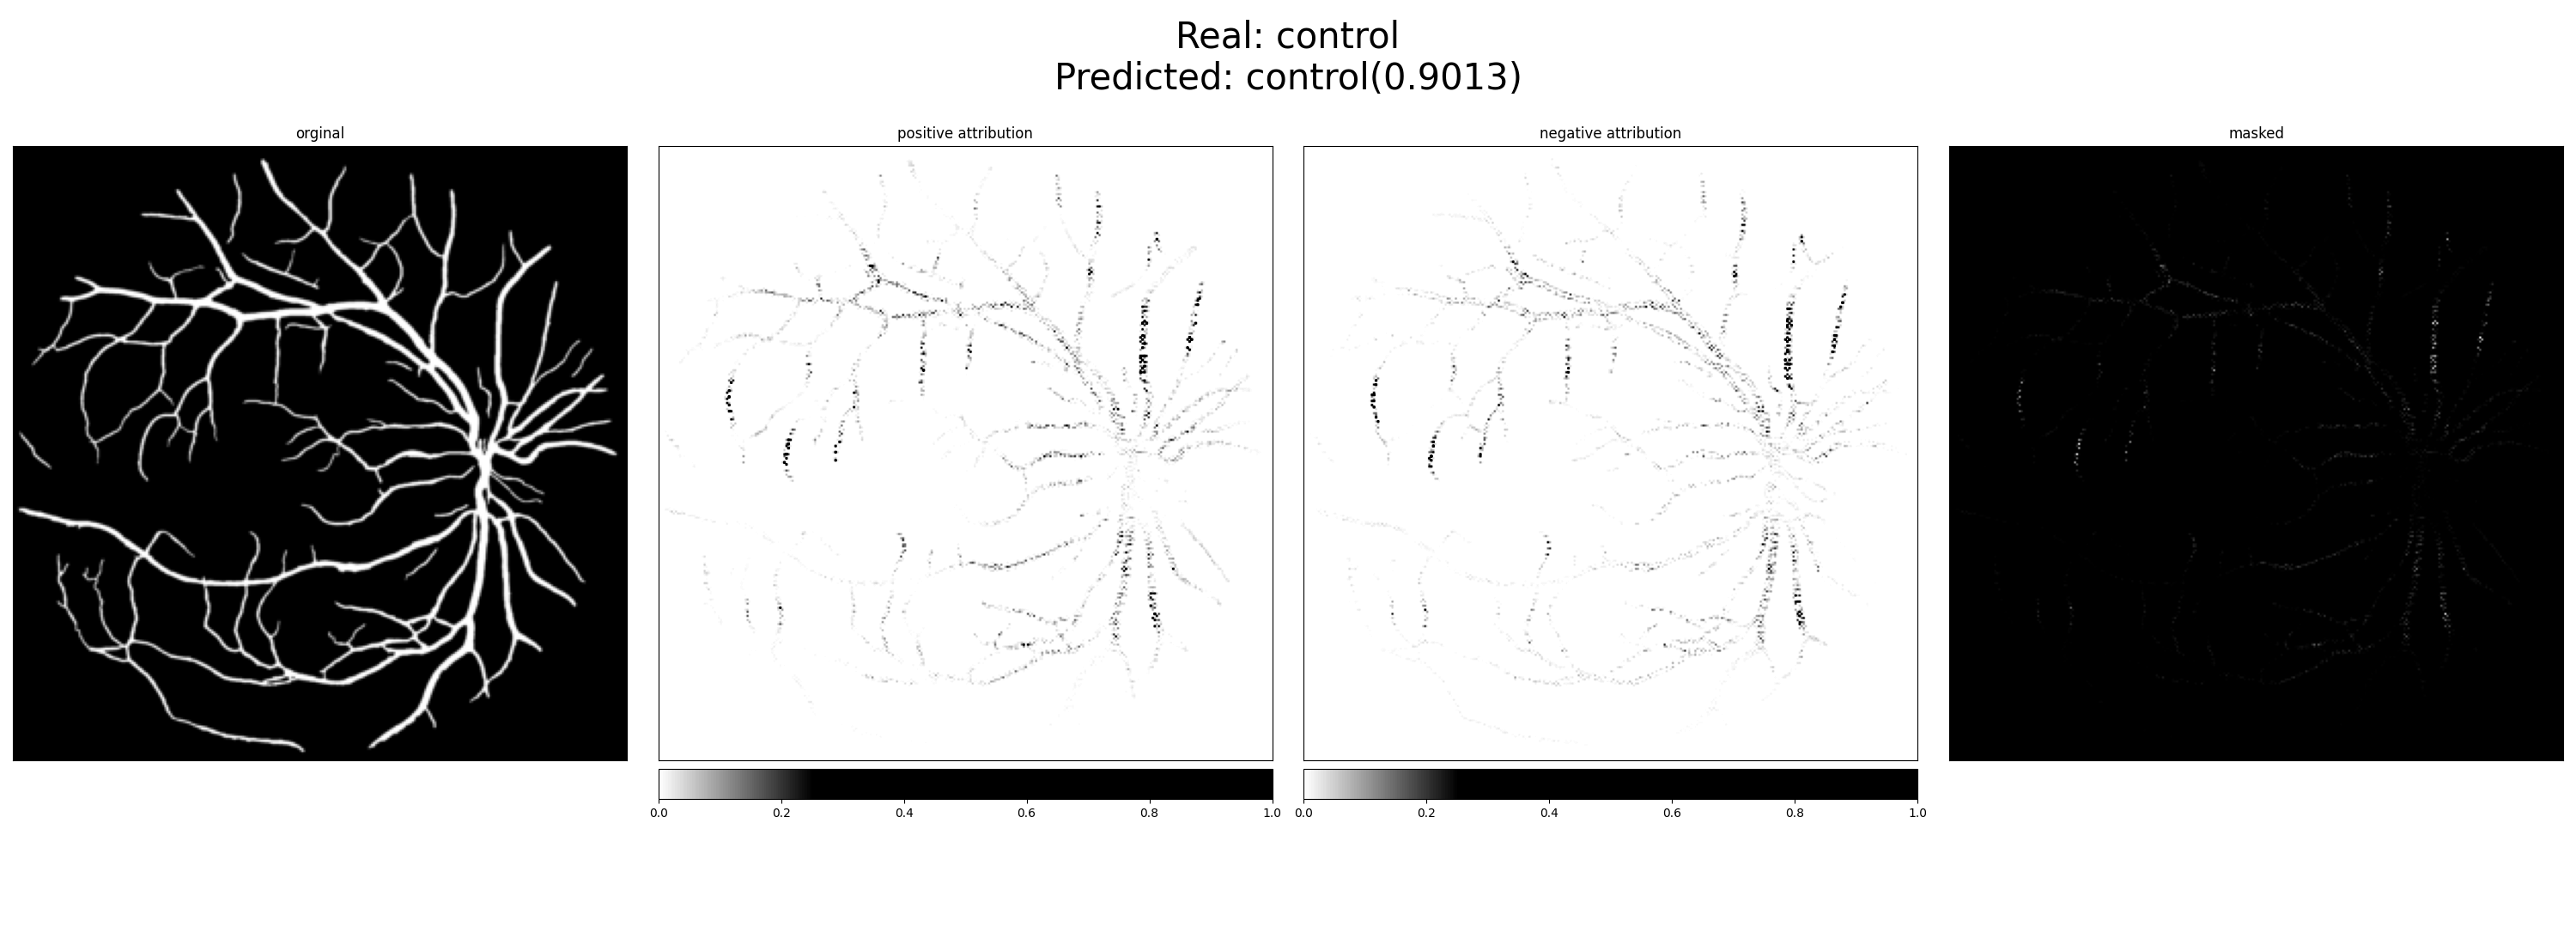 Real: control
Predicted: control(0.9013)
orginal
positive attribution
negative attribution
masked
0.0 0.2 0.4 0.6 0.8 1.0
0.0 0.2 0.4 0.6 0.8 1.0